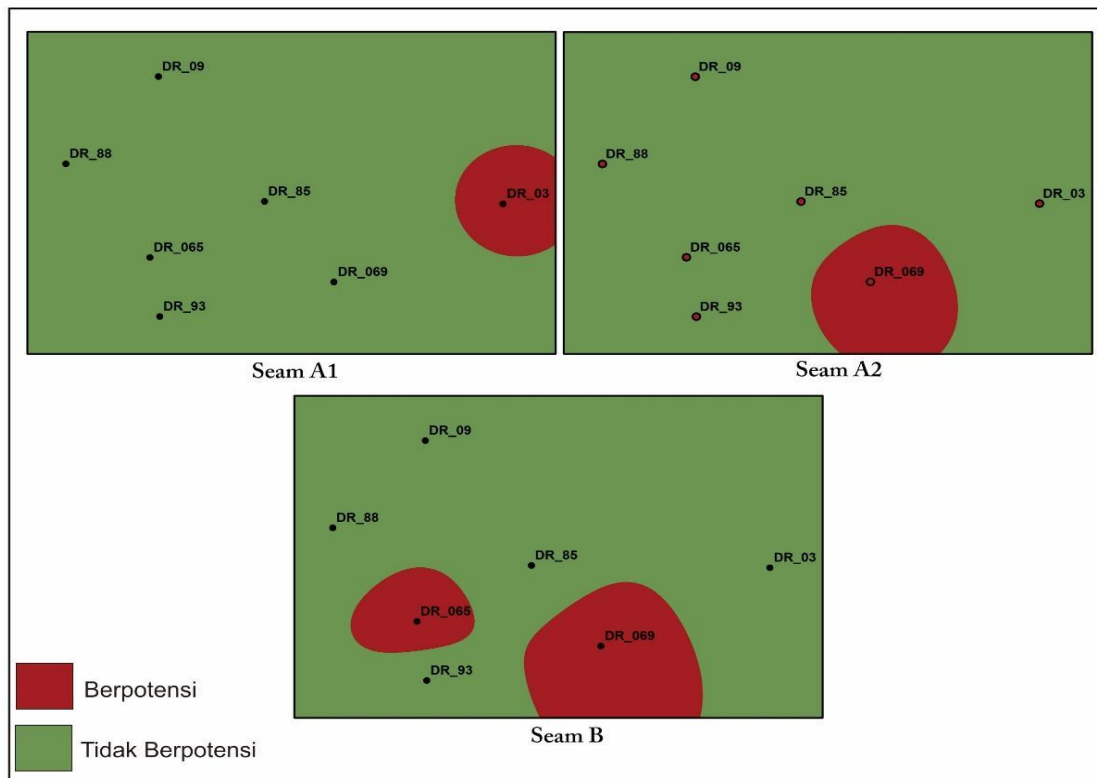 DR_09
DR_88
DR_85
DR_03
DR_065
DR_069
DR_93
Seam A1
DR_09
DR_88
DR_85
DR_03
DR_065
DR_069
DR_93
Seam A2
DR_09
DR_88
DR_85
DR_03
DR_065
DR_069
DR_93
Seam B
Berpotensi
Tidak Berpotensi